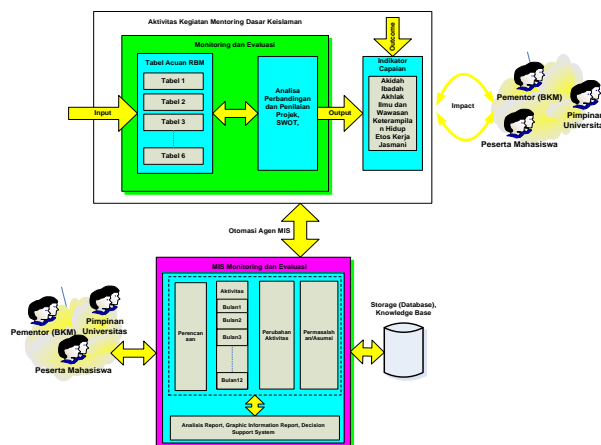 Aktivitas Kegiatan Mentoring Dasar Keislaman
Monitoring dan Evaluasi
Tabel Acuan RBM
Tabel 1
Tabel 2
Tabel 3
Tabel 6
Analisa
Perbandingan
dan Penilaian
Projek,
SWOT,
Input
Output
Outcome
Indikator
Capaian
Akidah
Ibadah
Akhlak
Ilmu dan
Wawasan
Keterampila
n Hidup
Etos Kerja
Jasmani
Impact
Pementor (BKM)
Pimpinan
Universita
Peserta Mahasiswa
Otomasi Agen MIS
MIS Monitoring dan Evaluasi
Perencan
aan
Aktivitas
Bulan1
Bulan2
Bulan3
Bulan12
Perubahan
Aktivitas
Permasalah
an/Asumsi
Analisis Report, Graphic Information Report, Decision
Support System
Pementor (BKM)
Pimpinan
Universitas
Peserta Mahasiswa
Storage (Database),
Knowledge Base